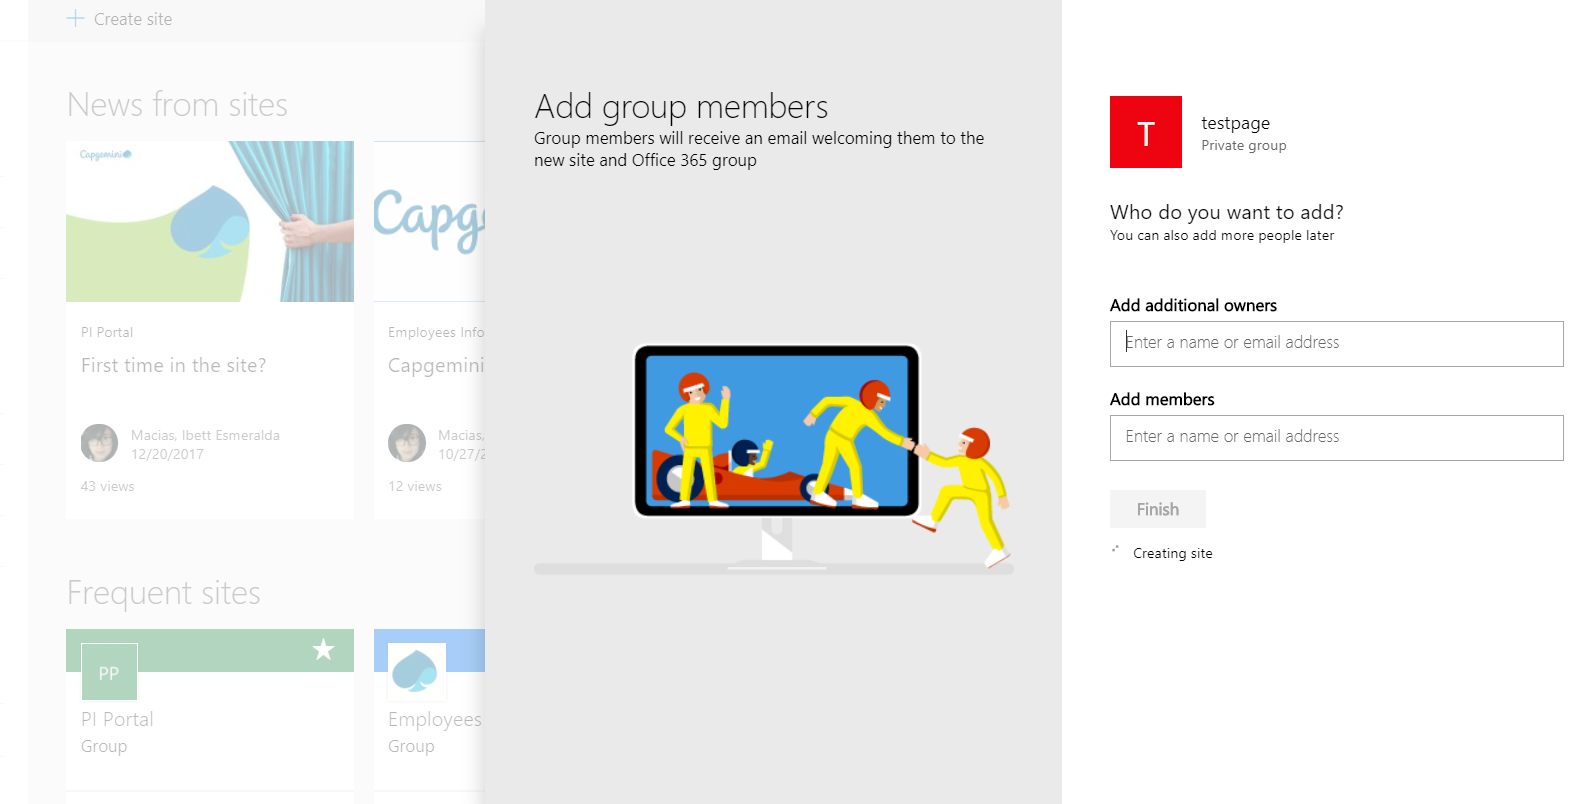 Create site
News from sites
Capgemini
PI Portal
First time in the site?
Macias, Ibett Esmeralda
12/20/2017
43 views
Capg
Employees Info
Capgemini
Macias,
10/27/2
12 views
Frequent sites
PP
PI Portal
Group
Employees
Group
Add group members
Group members will receive an email welcoming them to the
new site and Office 365 group
T
testpage
Private group
Who do you want to add?
You can also add more people later
Add additional owners
Enter a name or email address
Add members
Enter a name or email address
Finish
Creating site